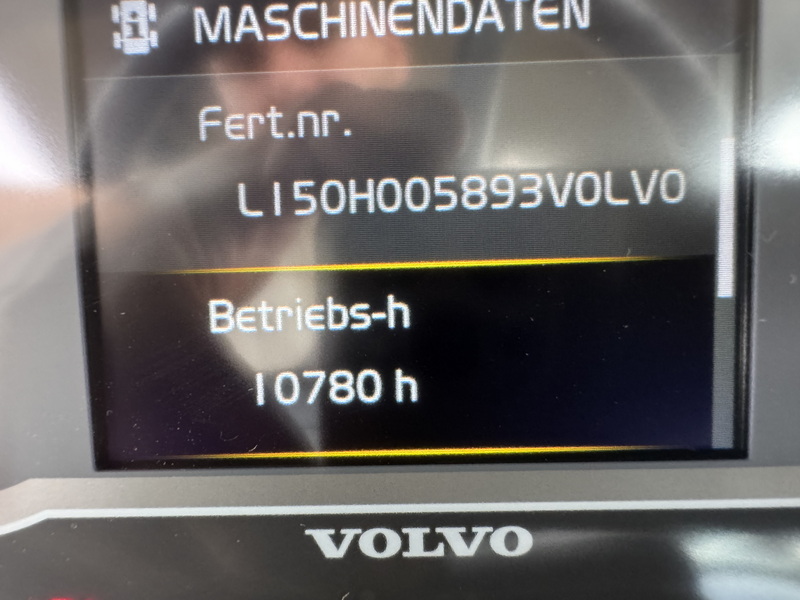 MASCHINENDATEN
Fert.nr.
L150H005893VOLVO
Betriebs-h
10780 h
VOLVO